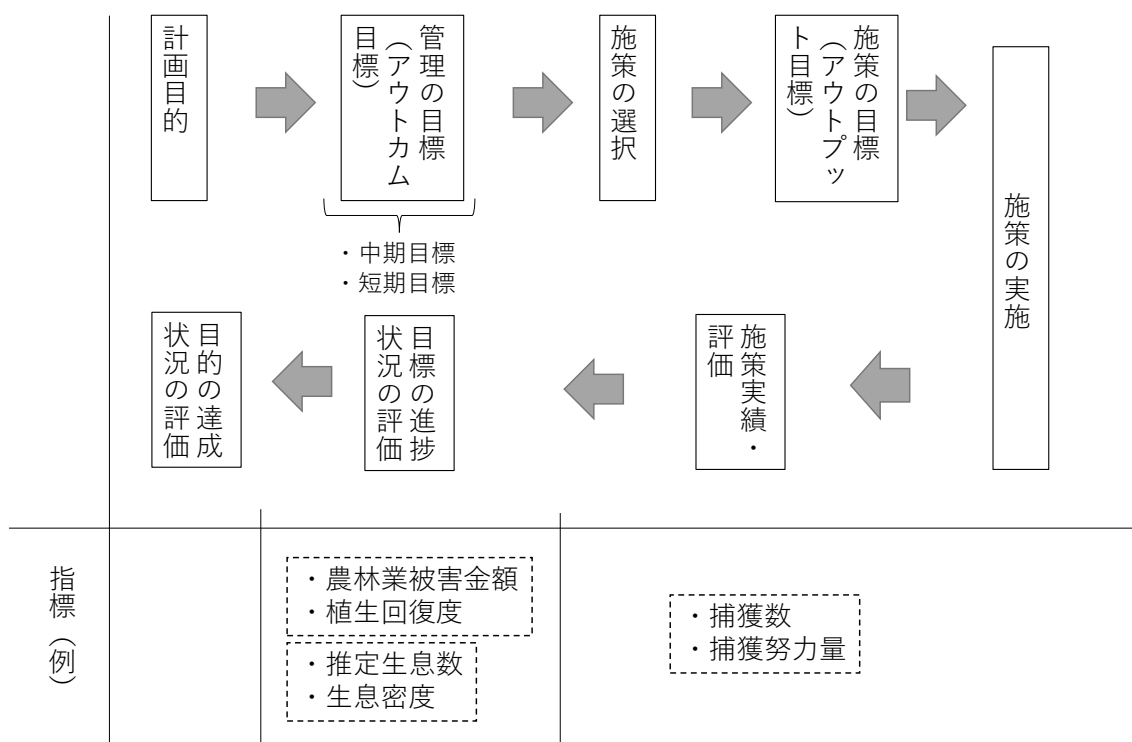 計画目的
管理の目標
（アウトカム
目標）
施策の選択
施策の目標
（アウトプッ
ト目標）
施策の実施
・中期目標
・短期目標
目的の達成
状況の評価
目標の進捗
状況の評価
施策実績・
評価
指標（例）
・農林業被害金額
・植生回復度
・推定生息数
・生息密度
・捕獲数
・捕獲努力量